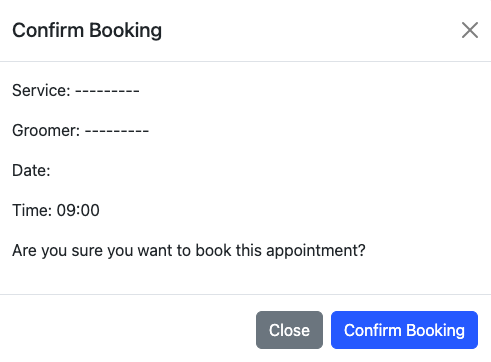 Confirm Booking
Service: ---------
Groomer: ---------
Date:
Time: 09:00
Are you sure you want to book this appointment?
Close
Confirm Booking